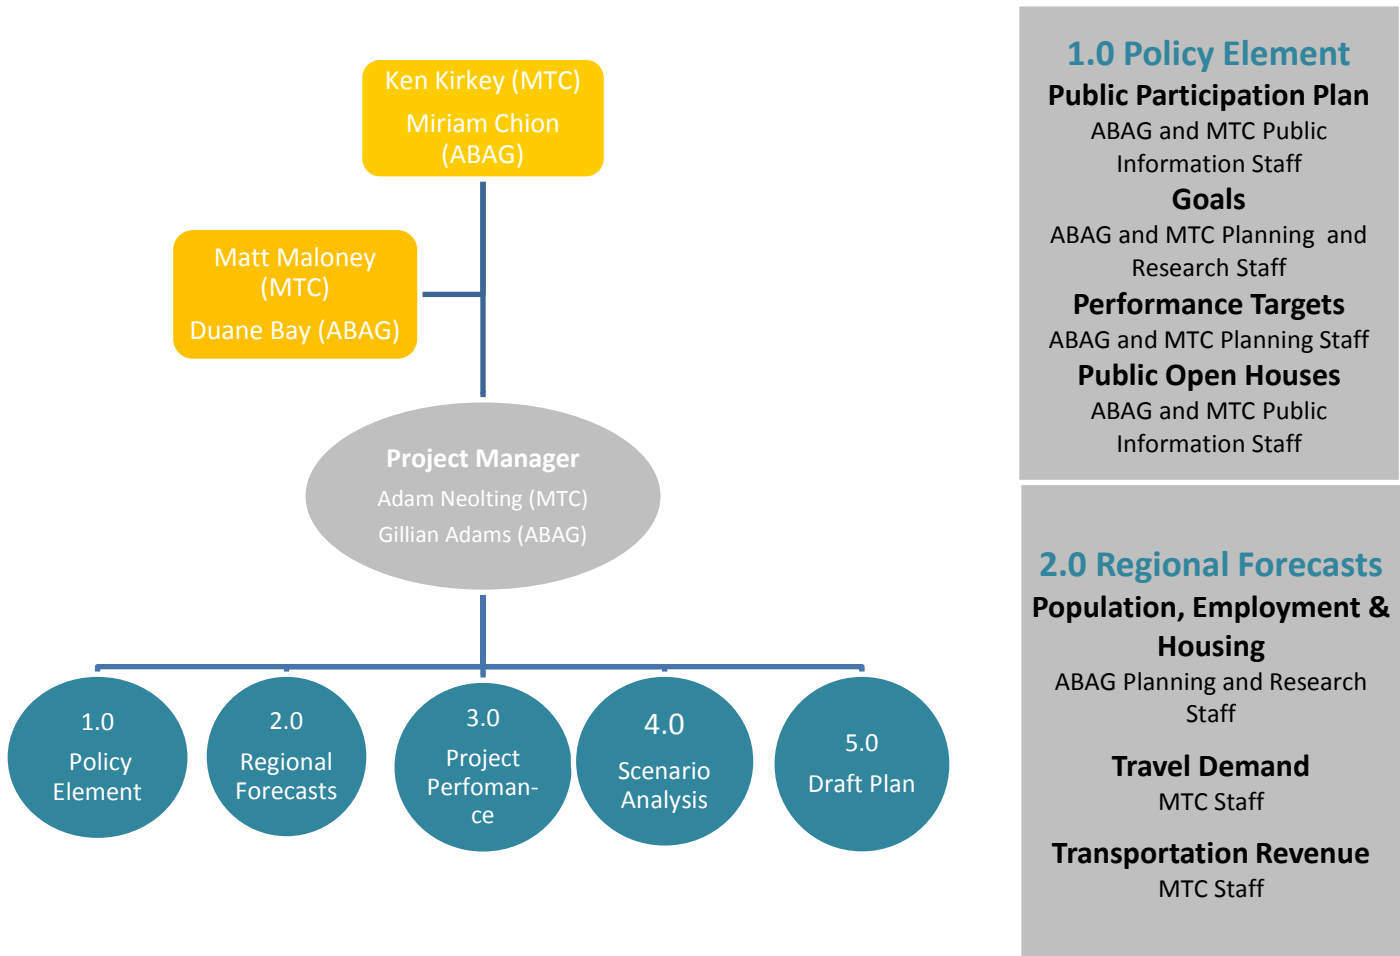 Ken Kirkey (MTC)
Miriam Chion
(ABAG)
Matt Maloney
(MTC)
Duane Bay (ABAG)
Project Manager
Adam Neolting (MTC)
Gillian Adams (ABAG)
1.0
Policy
Element
2.0
Regional
Forecasts
3.0
Project
Perfoman-
ce
4.0
Scenario
Analysis
5.0
Draft Plan
1.0 Policy Element
Public Participation Plan
ABAG and MTC Public
Information Staff
Goals
ABAG and MTC Planning and
Research Staff
Performance Targets
ABAG and MTC Planning Staff
Public Open Houses
ABAG and MTC Public
Information Staff
2.0 Regional Forecasts
Population, Employment &
Housing
ABAG Planning and Research
Staff
Travel Demand
MTC Staff
Transportation Revenue
MTC Staff